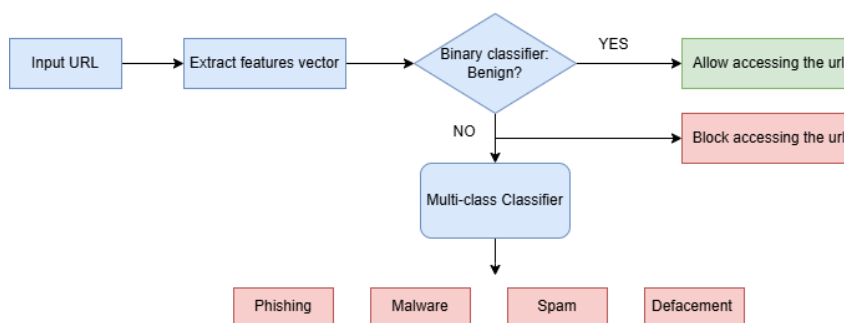 YES
Input URL
Extract features vector
Binary classifier:
Benign?
Allow accessing the url
NO
Block accessing the url
Multi-class Classifier
Phishing
Malware
Spam
Defacement